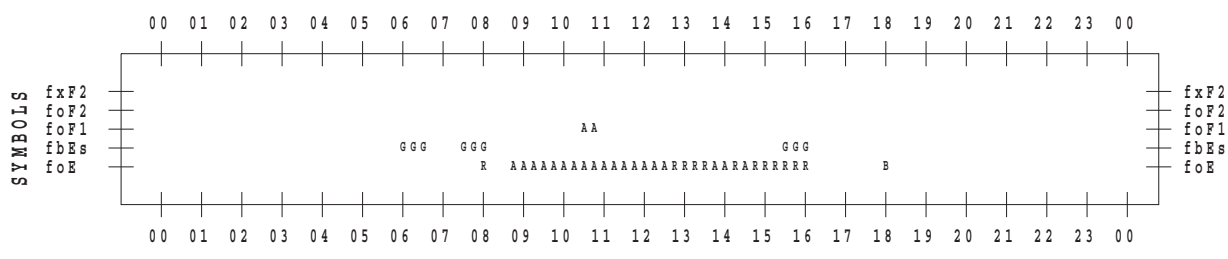 00 01 02 03 04 05 06 07 08 09 10 11 12 13 14 15 16 17 18 19 20 21 22 23 00
SYMBOLS
fxF2 fxF2
foF2 foF2
foF1 AA foF1
fbEs GGG GGG GGG fbEs
foE R AAAAAAAAAAAAAAAARRRRAARARRRRRR B foE
00 01 02 03 04 05 06 07 08 09 10 11 12 13 14 15 16 17 18 19 20 21 22 23 00